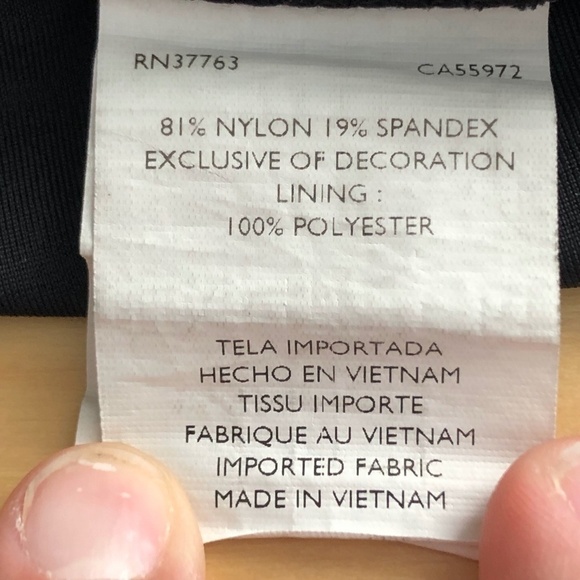 RN37763 CA55972
81% NYLON 19% SPANDEX
EXCLUSIVE OF DECORATION
LINING :
100% POLYESTER
TELA IMPORTADA
HECHO EN VIETNAM
TISSU IMPORTE
FABRIQUE AU VIETNAM
IMPORTED FABRIC
MADE IN VIETNAM